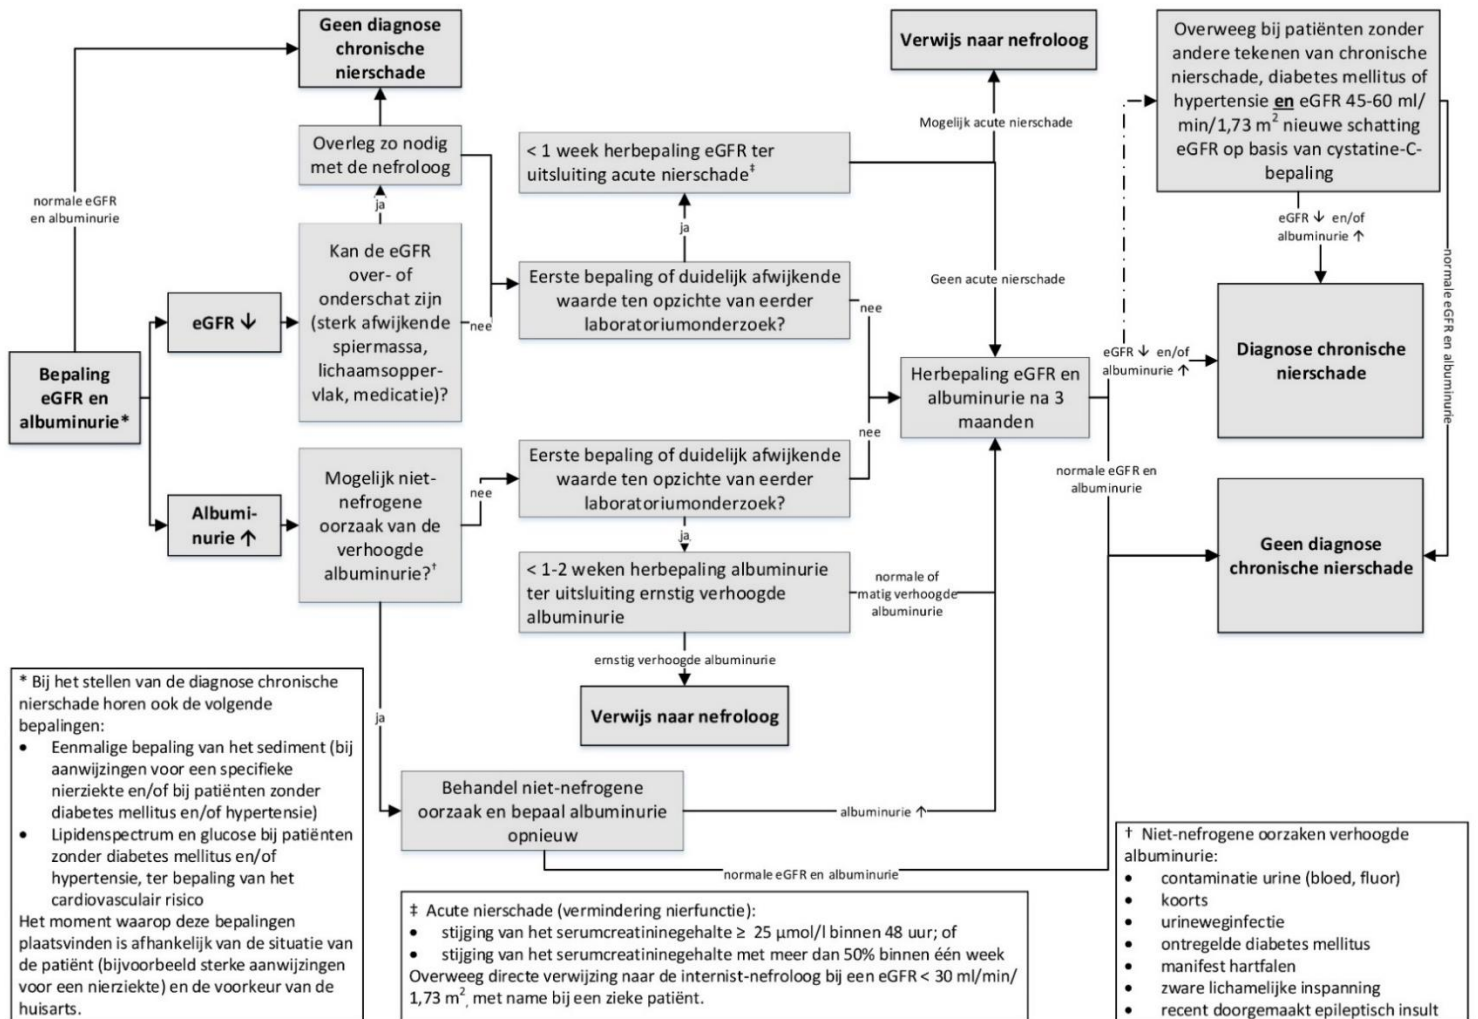 Geen diagnose
chronische
nierschade
Verwijs naar nefroloog
Overweeg bij patiënten zonder
andere tekenen van chronische
nierschade, diabetes mellitus of
hypertensie en eGFR 45-60 ml/
min/1,73 m²  nieuwe schatting
eGFR op basis van cystatine-C-
bepaling
normale eGFR
en albuminurie
Overleg zo nodig
met de nefroloog
ja
< 1 week herbepaling eGFR ter
uitsluiting acute nierschade‡
Mogelijk acute nierschade
ja
Geen acute nierschade
eGFR ↓ en/of
albuminurie ↑
normale eGFR en albuminurie
Bepaling
eGFR en
albuminurie*
eGFR ↓
Kan de eGFR
over- of
onderschat zijn
(sterk afwijkende
spiermassa,
lichaamsopper-
vlak, medicatie)?
nee
Eerste bepaling of duidelijk afwijkende
waarde ten opzichte van eerder
laboratoriumonderzoek?
nee
Herbepaling eGFR en
albuminurie na 3
maanden
eGFR ↓ en/of
albuminurie ↑
Diagnose chronische
nierschade
Albumi-
nurie ↑
Mogelijk niet-
nefrogene
oorzaak van de
verhoogde
albuminurie?†
nee
Eerste bepaling of duidelijk afwijkende
waarde ten opzichte van eerder
laboratoriumonderzoek?
nee
normale eGFR en
albuminurie
Geen diagnose
chronische nierschade
ja
< 1-2 weken herbepaling albuminurie
ter uitsluiting ernstig verhoogde
albuminurie
normale of
matig verhoogde
albuminurie
ernstig verhoogde albuminurie
Verwijs naar nefroloog
ja
Behandel niet-nefrogene
oorzaak en bepaal albuminurie
opnieuw
albuminurie ↑
normale eGFR en albuminurie
* Bij het stellen van de diagnose chronische
nierschade horen ook de volgende
bepalingen:
• Eenmalige bepaling van het sediment (bij
aanwijzingen voor een specifieke
nierziekte en/of bij patiënten zonder
diabetes mellitus en/of hypertensie)
• Lipidenspectrum en glucose bij patiënten
zonder diabetes mellitus en/of
hypertensie, ter bepaling van het
cardiovasculair risico
Het moment waarop deze bepalingen
plaatsvinden is afhankelijk van de situatie van
de patiënt (bijvoorbeeld sterke aanwijzingen
voor een nierziekte) en de voorkeur van de
huisarts.
‡ Acute nierschade (vermindering nierfunctie):
• stijging van het serumcreatininegehalte ≥ 25 µmol/l binnen 48 uur; of
• stijging van het serumcreatininegehalte met meer dan 50% binnen één week
Overweeg directe verwijzing naar de internist-nefroloog bij een eGFR < 30 ml/min/
1,73 m², met name bij een zieke patiënt.
† Niet-nefrogene oorzaken verhoogde
albuminurie:
• contaminatie urine (bloed, fluor)
• koorts
• urineweginfectie
• ontregelde diabetes mellitus
• manifest hartfalen
• zware lichamelijke inspanning
• recent doorgemaakt epileptisch insult